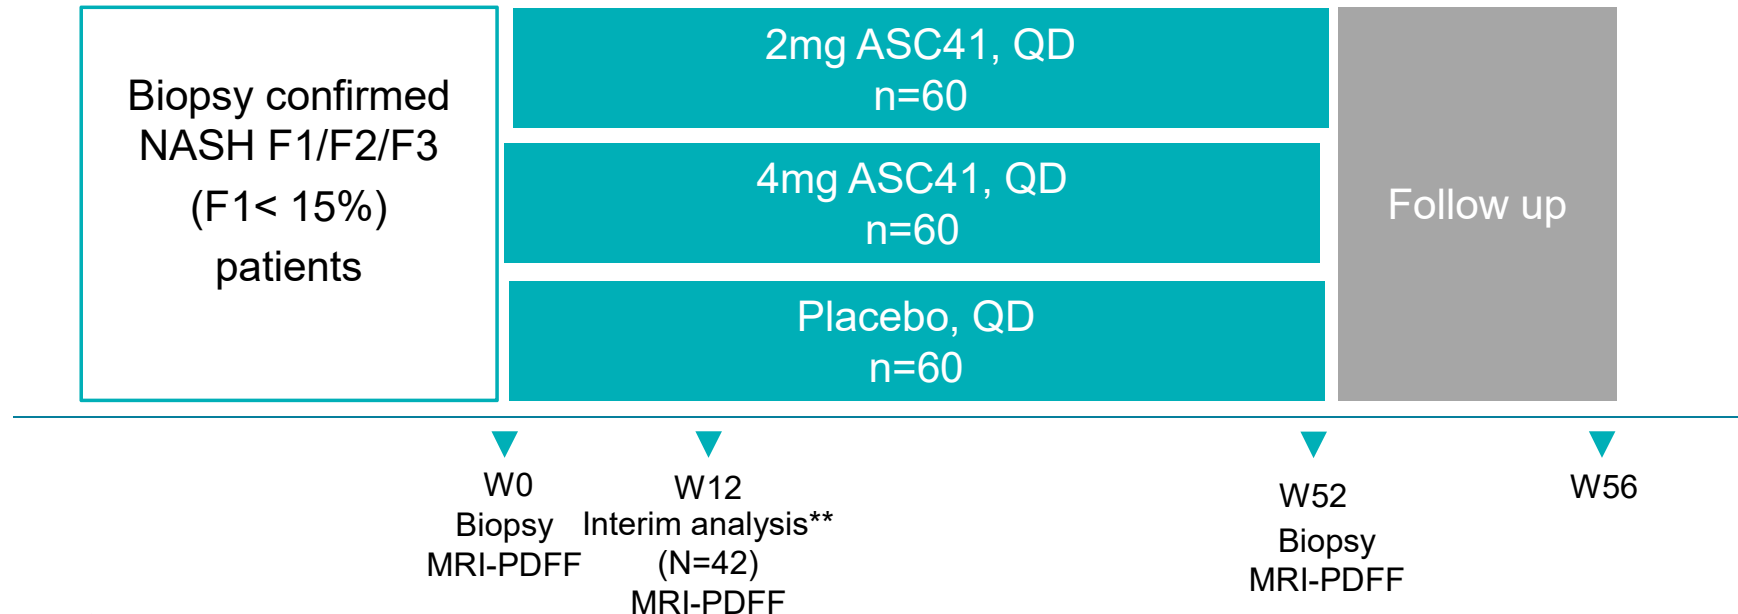 Biopsy confirmed
NASH F1/F2/F3
(F1< 15%)
patients
2mg ASC41, QD
n=60
4mg ASC41, QD
n=60
Placebo, QD
n=60
Follow up
W0
Biopsy
MRI-PDFF
W12
Interim analysis**
(N=42)
MRI-PDFF
W52
Biopsy
MRI-PDFF
W56